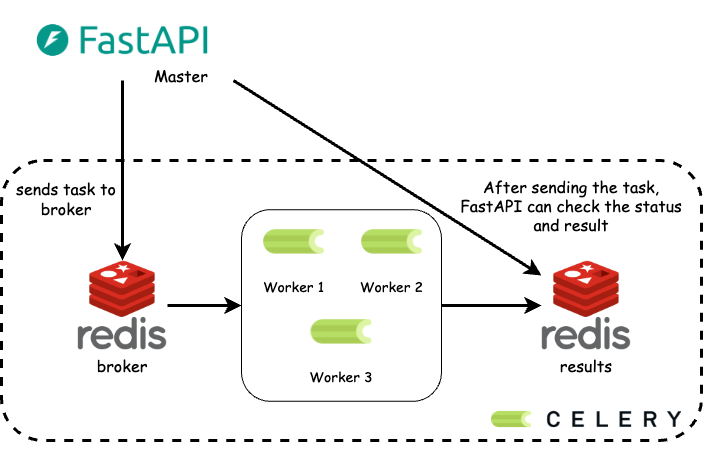 FastAPI
Master
sends task to
broker
After sending the task,
FastAPI can check the status
and result
Worker 1
Worker 2
Worker 3
redis
broker
redis
results
CELERY